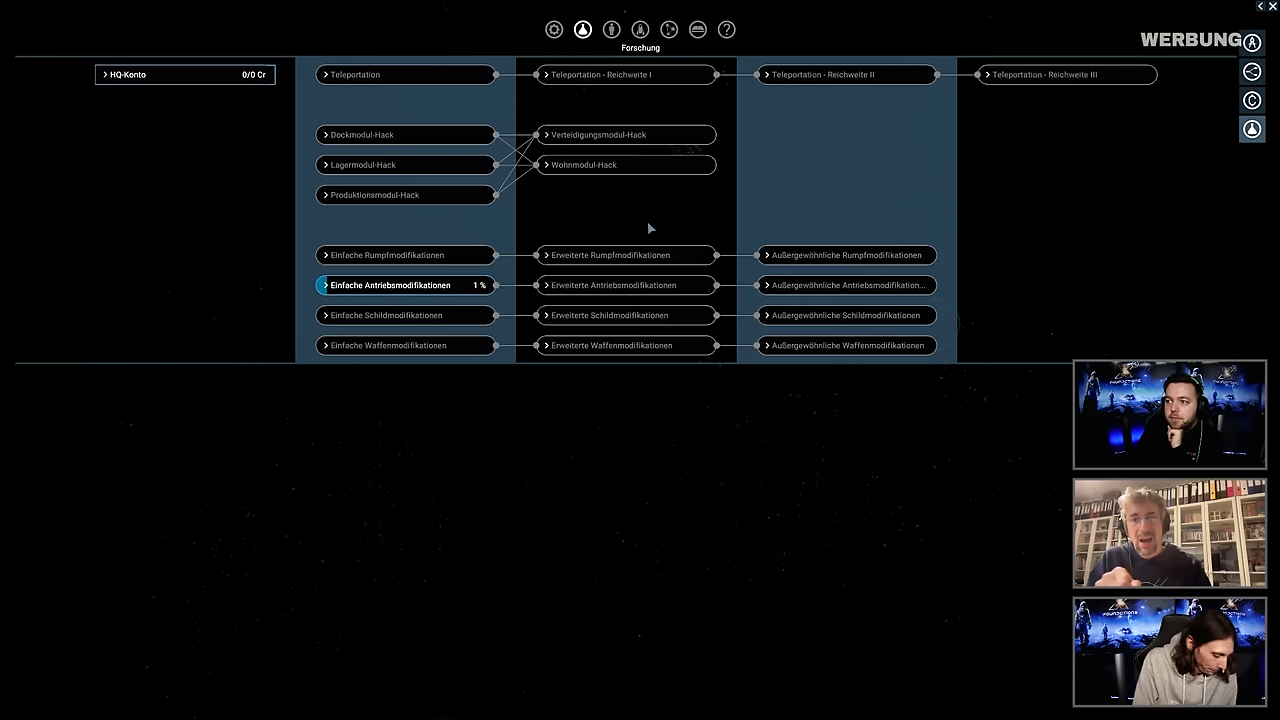 Forschung
WERBUNG
HQ-Konto 0/0 Cr
Teleportation
Teleportation - Reichweite I
Teleportation - Reichweite II
Teleportation - Reichweite III
Dockmodul-Hack
Verteidigungsmodul-Hack
Lagermodul-Hack
Wohnmodul-Hack
Produktionsmodul-Hack
Einfache Rumpfmodifikationen
Erweiterte Rumpfmodifikationen
Außergewöhnliche Rumpfmodifikationen
Einfache Antriebsmodifikationen 1 %
Erweiterte Antriebsmodifikationen
Außergewöhnliche Antriebsmodifikation...
Einfache Schildmodifikationen
Erweiterte Schildmodifikationen
Außergewöhnliche Schildmodifikationen
Einfache Waffenmodifikationen
Erweiterte Waffenmodifikationen
Außergewöhnliche Waffenmodifikationen